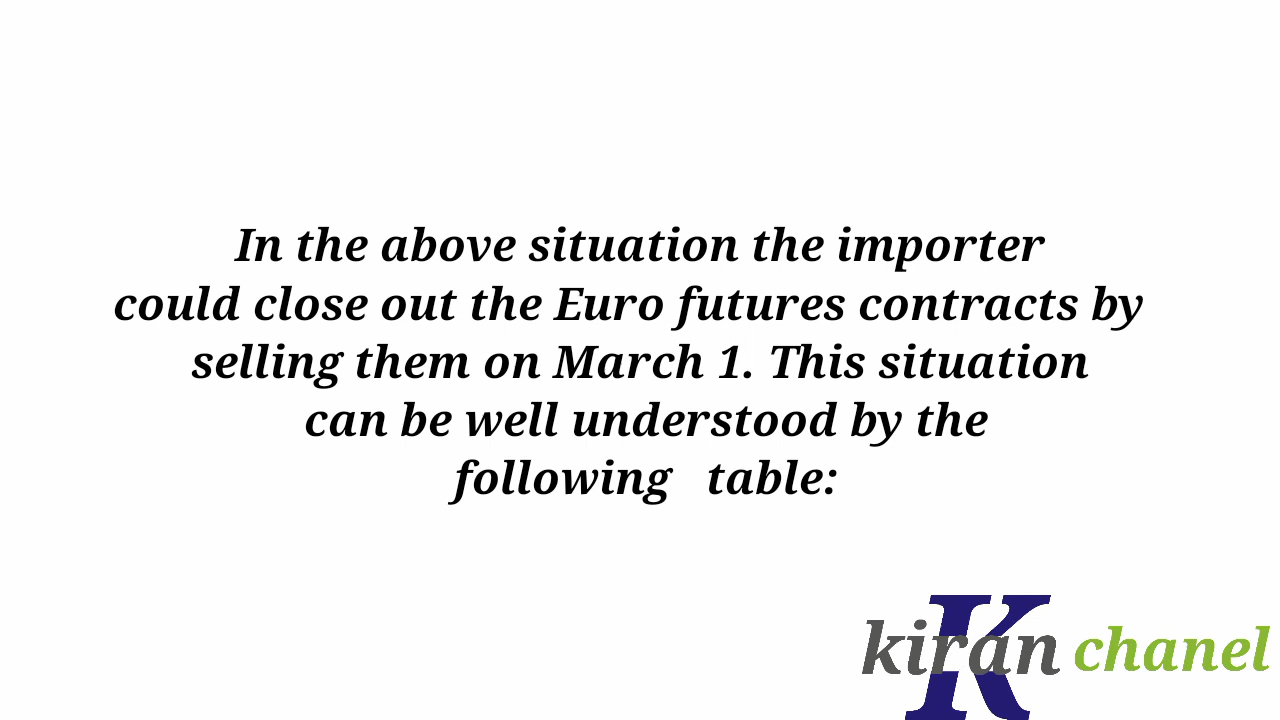 In the above situation the importer
could close out the Euro futures contracts by
selling them on March 1. This situation
can be well understood by the
following table:
K
kiran chanel